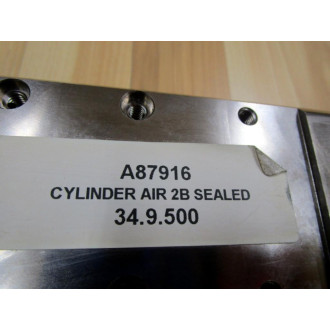 A87916
CYLINDER AIR 2B SEALED
34.9.500